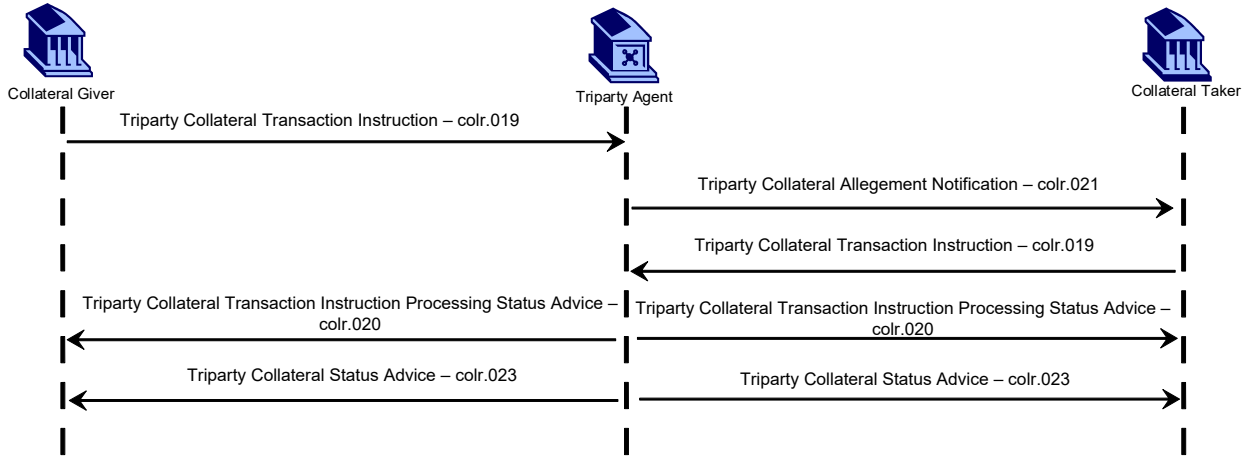 Collateral Giver
Triparty Agent
Collateral Taker
Triparty Collateral Transaction Instruction – colr.019
Triparty Collateral Allegement Notification – colr.021
Triparty Collateral Transaction Instruction – colr.019
Triparty Collateral Transaction Instruction Processing Status Advice –
colr.020
Triparty Collateral Transaction Instruction Processing Status Advice –
colr.020
Triparty Collateral Status Advice – colr.023
Triparty Collateral Status Advice – colr.023